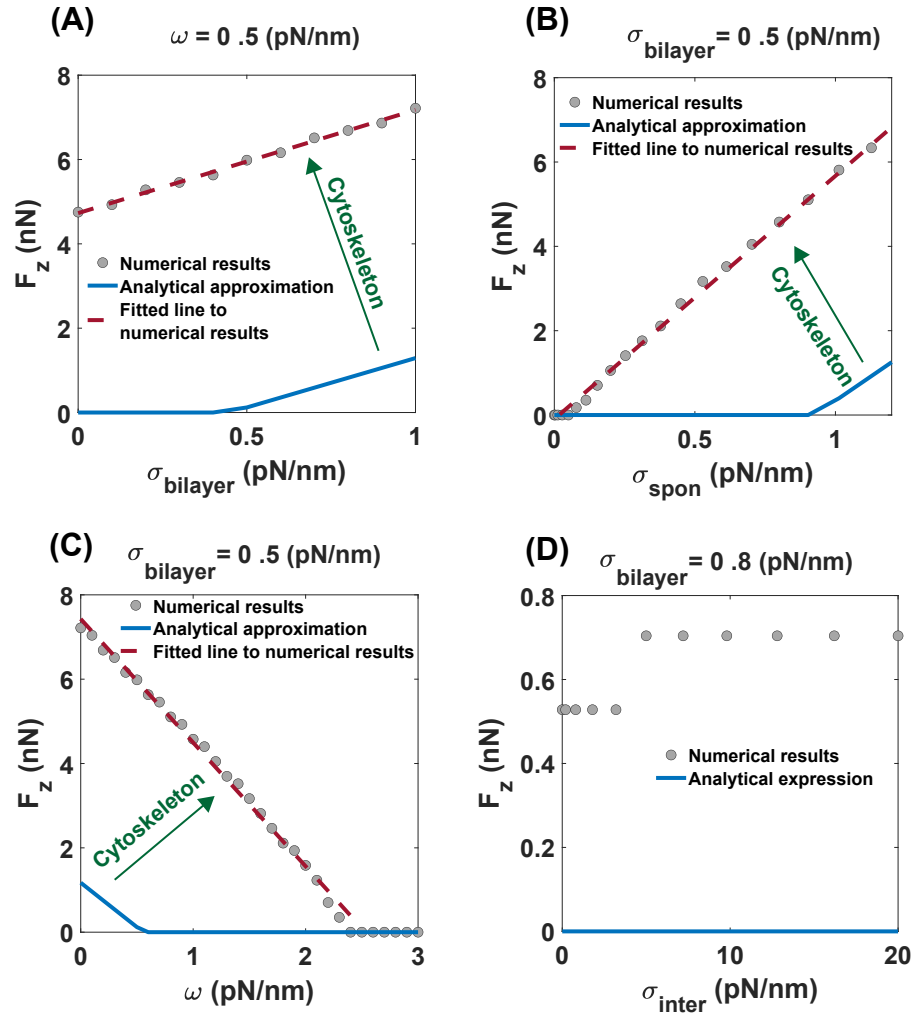 (A)
ω = 0 .5 (pN/nm)
8
6
4
2
0
F_z (nN)
Cytoskeleton
Numerical results
Analytical approximation
Fitted line to
numerical results
0
0.5
1
σ_bilayer (pN/nm)
(B)
σ_bilayer = 0.5 (pN/nm)
8
6
4
2
0
F_z (nN)
Numerical results
Analytical approximation
Fitted line to numerical results
Cytoskeleton
0
0.5
1
σ_spon (pN/nm)
(C)
σ_bilayer = 0 .5 (pN/nm)
8
6
4
2
0
F_z (nN)
Numerical results
Analytical approximation
Fitted line to numerical results
Cytoskeleton
0
1
2
3
ω (pN/nm)
(D)
σ_bilayer = 0.8 (pN/nm)
0.8
0.6
0.4
0.2
0
F_z (nN)
Numerical results
Analytical expression
0
10
20
σ_inter (pN/nm)